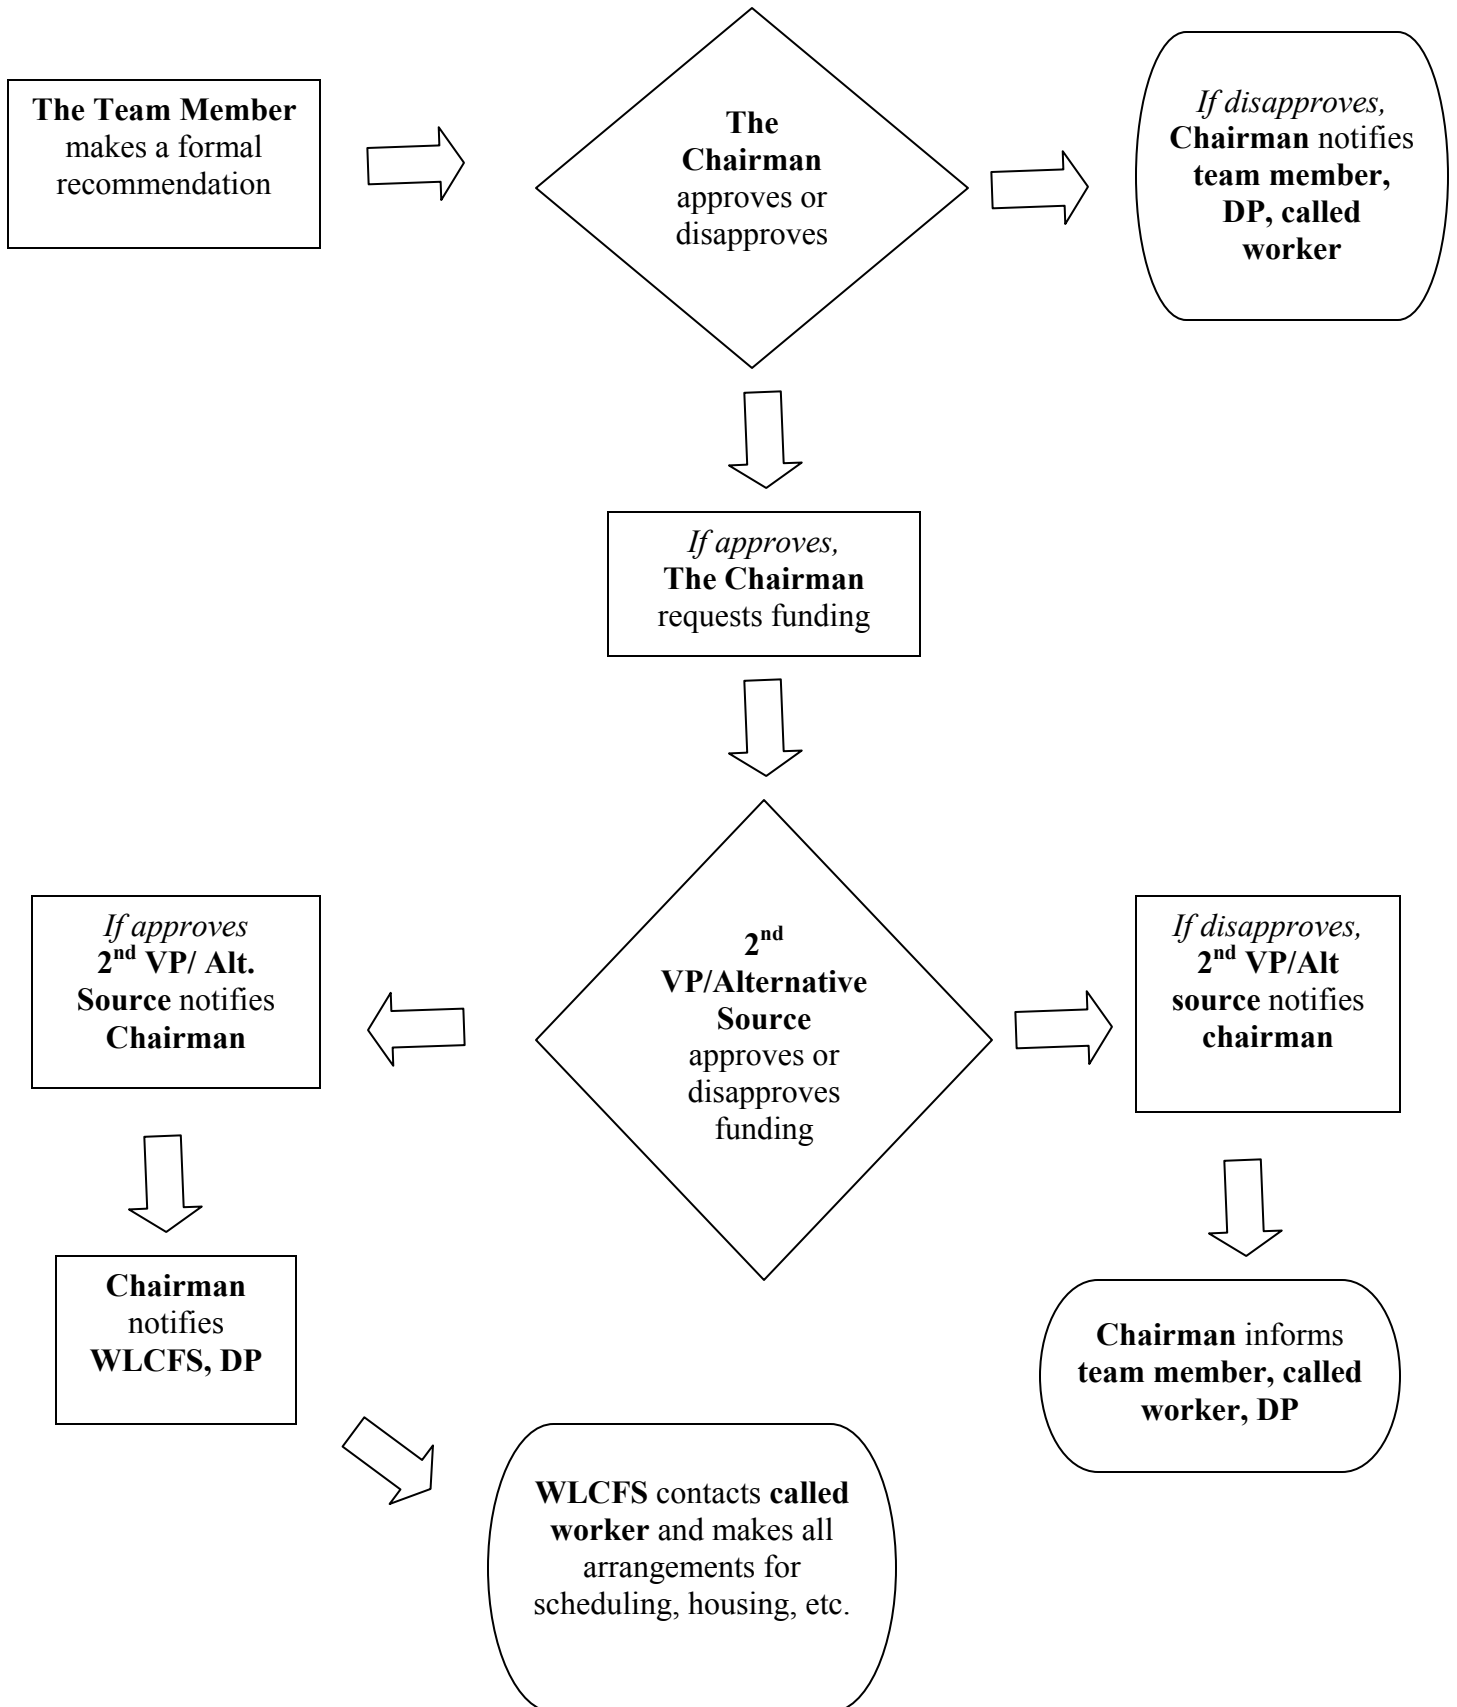 The Team Member
makes a formal
recommendation
The
Chairman
approves or
disapproves
If disapproves,
Chairman notifies
team member,
DP, called
worker
If approves,
The Chairman
requests funding
2nd
VP/Alternative
Source
approves or
disapproves
funding
If approves
2nd VP/ Alt.
Source notifies
Chairman
If disapproves,
2nd VP/Alt
source notifies
chairman
Chairman
notifies
WLCFS, DP
Chairman informs
team member, called
worker, DP
WLCFS contacts called
worker and makes all
arrangements for
scheduling, housing, etc.